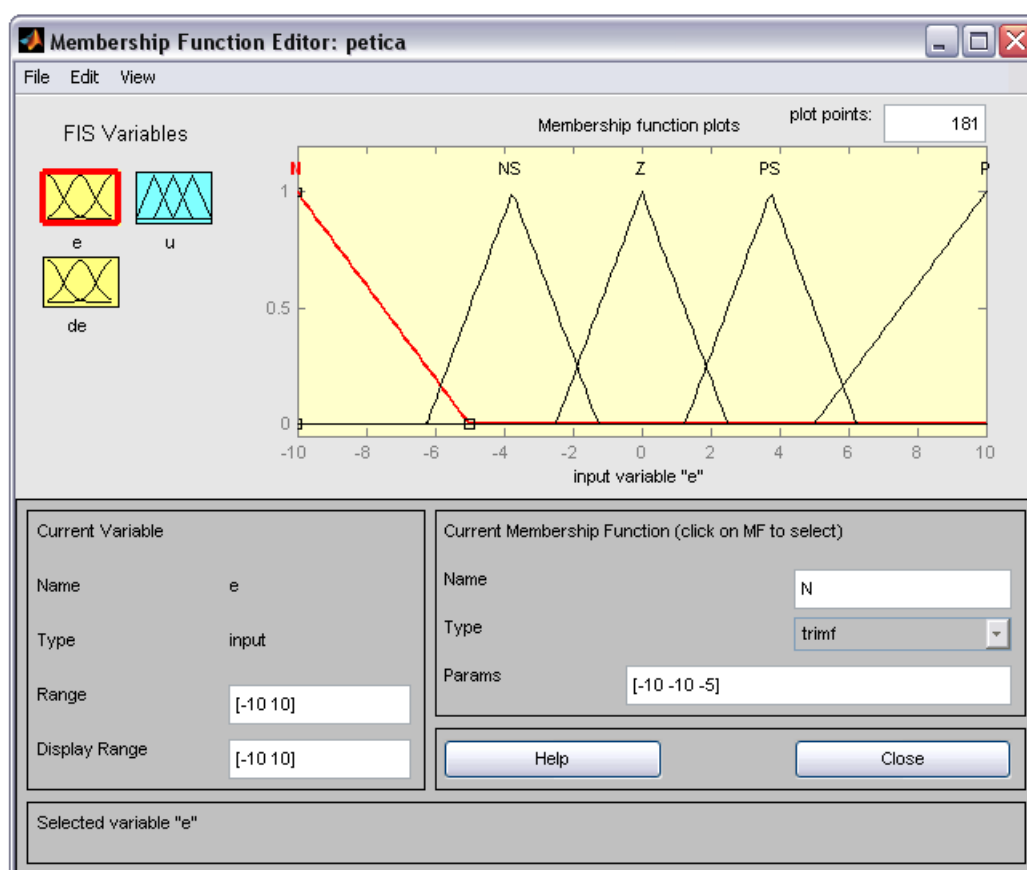 Membership Function Editor: petica
File Edit View
FIS Variables
e
u
de
Membership function plots
plot points:
181
N
NS
Z
PS
P
1
0.5
0
-10 -8 -6 -4 -2 0 2 4 6 8 10
input variable "e"
Current Variable
Name e
Type input
Range [-10 10]
Display Range [-10 10]
Current Membership Function (click on MF to select)
Name N
Type trimf
Params [-10 -10 -5]
Help
Close
Selected variable "e"